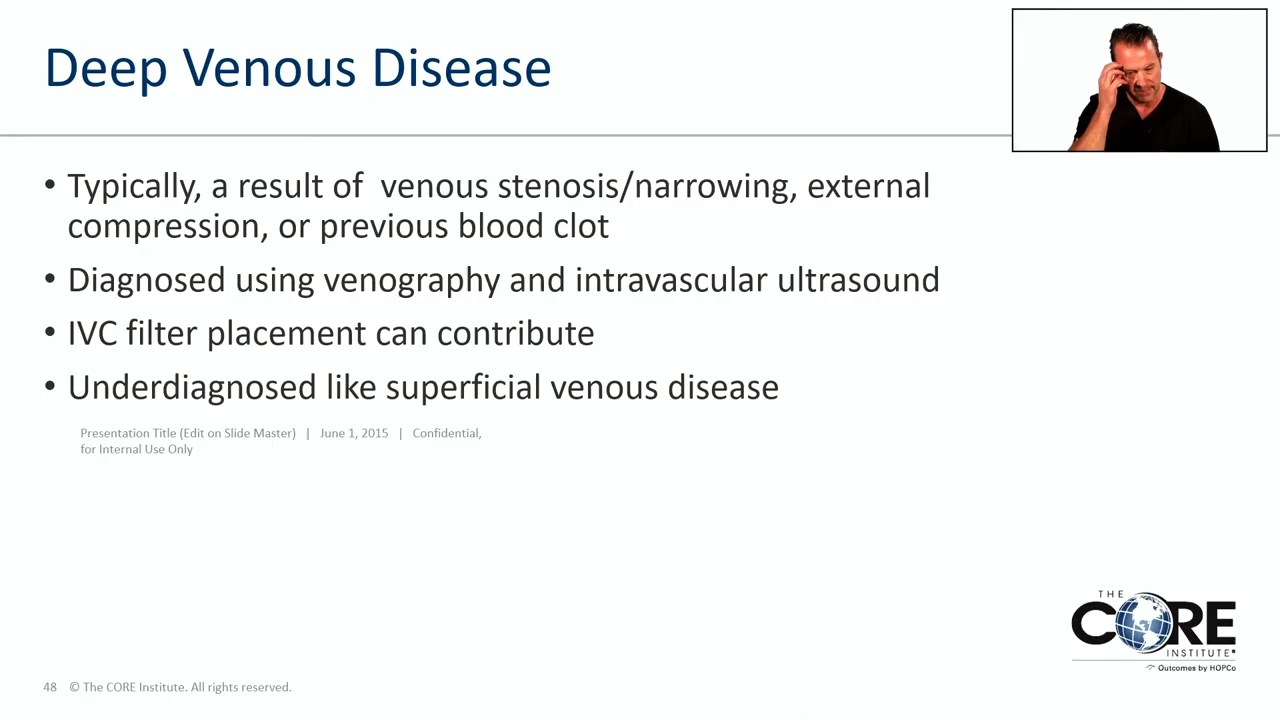 Deep Venous Disease
• Typically, a result of  venous stenosis/narrowing, external
compression, or previous blood clot
• Diagnosed using venography and intravascular ultrasound
• IVC filter placement can contribute
• Underdiagnosed like superficial venous disease
Presentation Title (Edit on Slide Master) | June 1, 2015 | Confidential,
for Internal Use Only
THE
CORE
INSTITUTE®
Outcomes by HOPCo
48 © The CORE Institute. All rights reserved.